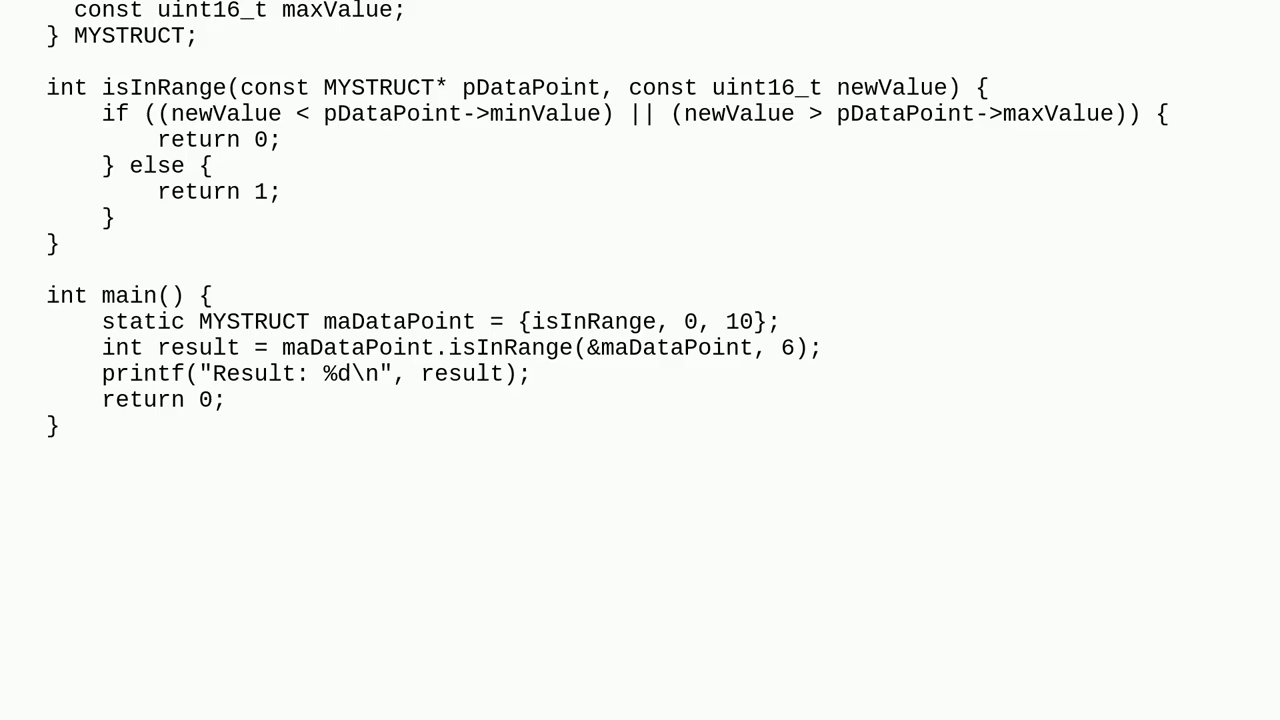 const uint16_t maxValue;
} MYSTRUCT;

int isInRange(const MYSTRUCT* pDataPoint, const uint16_t newValue) {
    if ((newValue < pDataPoint->minValue) || (newValue > pDataPoint->maxValue)) {
        return 0;
    } else {
        return 1;
    }
}

int main() {
    static MYSTRUCT maDataPoint = {isInRange, 0, 10};
    int result = maDataPoint.isInRange(&maDataPoint, 6);
    printf("Result: %d\n", result);
    return 0;
}